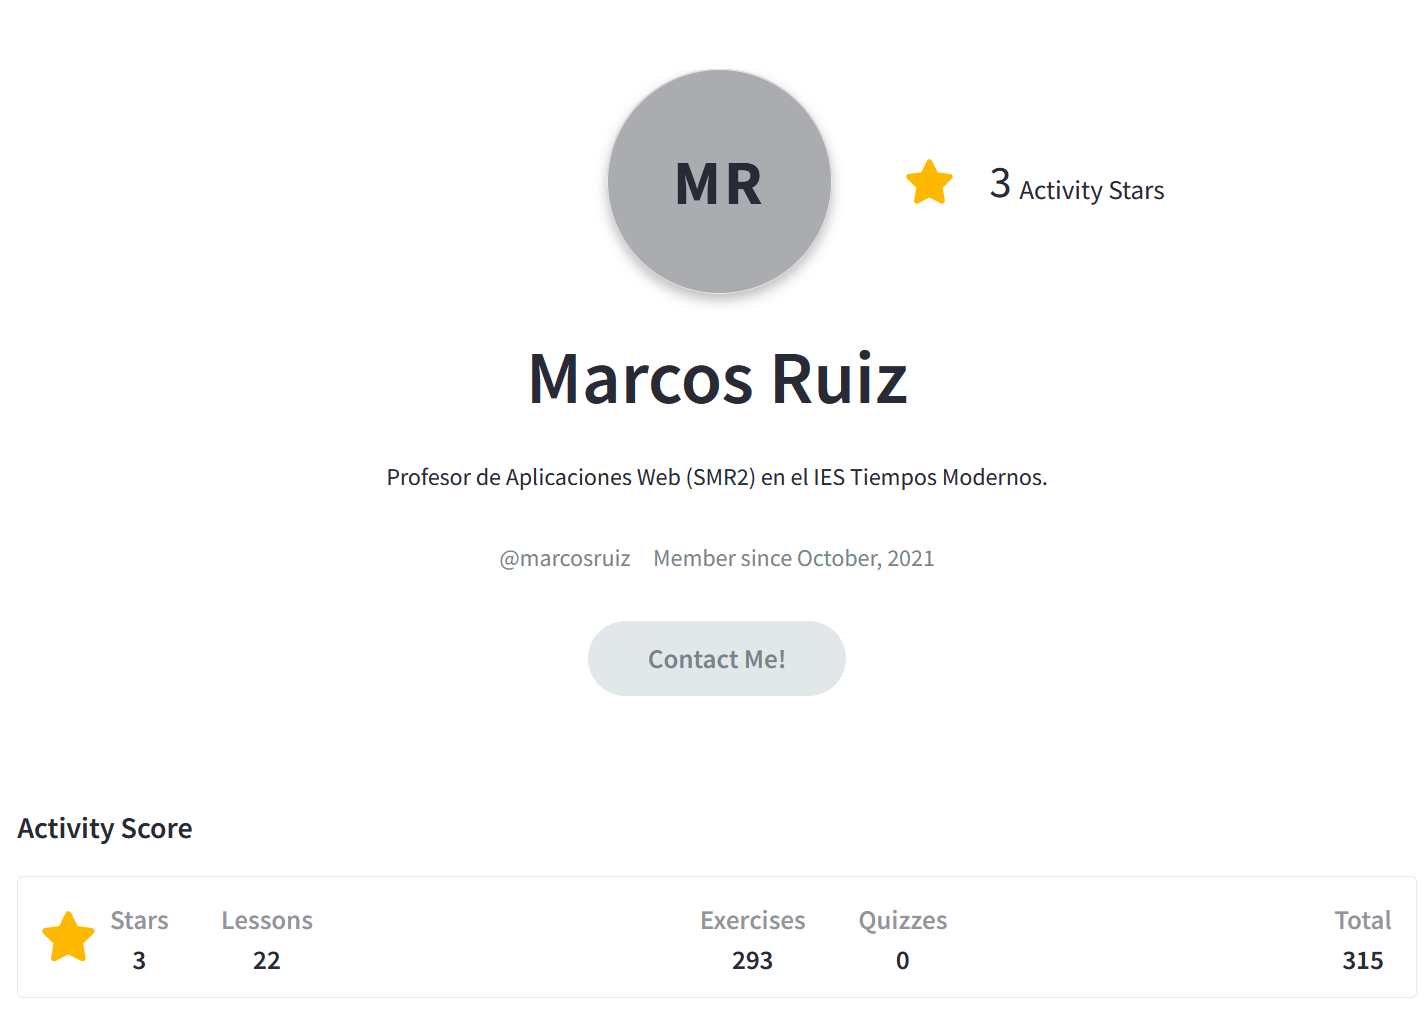 MR
3 Activity Stars
Marcos Ruiz
Profesor de Aplicaciones Web (SMR2) en el IES Tiempos Modernos.
@marcosruiz Member since October, 2021
Contact Me!
Activity Score
Stars Lessons Exercises Quizzes Total
3 22 293 0 315